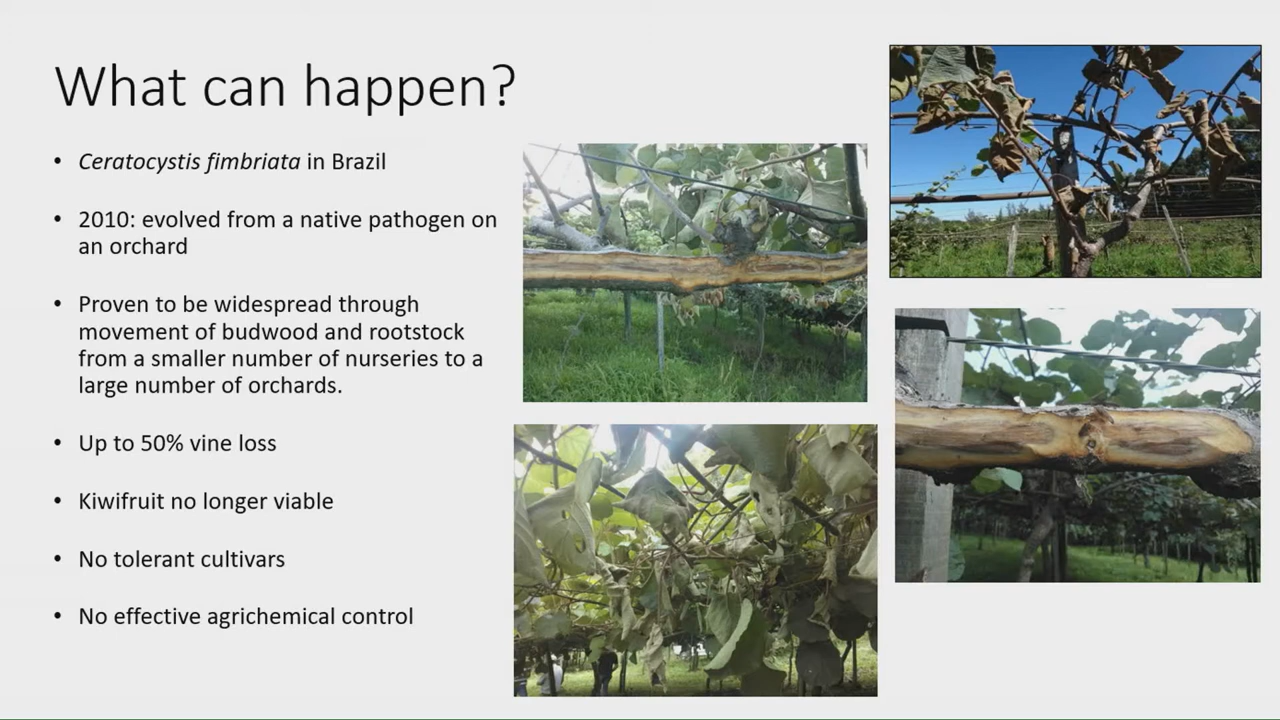 What can happen?
• Ceratocystis fimbriata in Brazil
• 2010: evolved from a native pathogen on
an orchard
• Proven to be widespread through
movement of budwood and rootstock
from a smaller number of nurseries to a
large number of orchards.
• Up to 50% vine loss
• Kiwifruit no longer viable
• No tolerant cultivars
• No effective agrichemical control